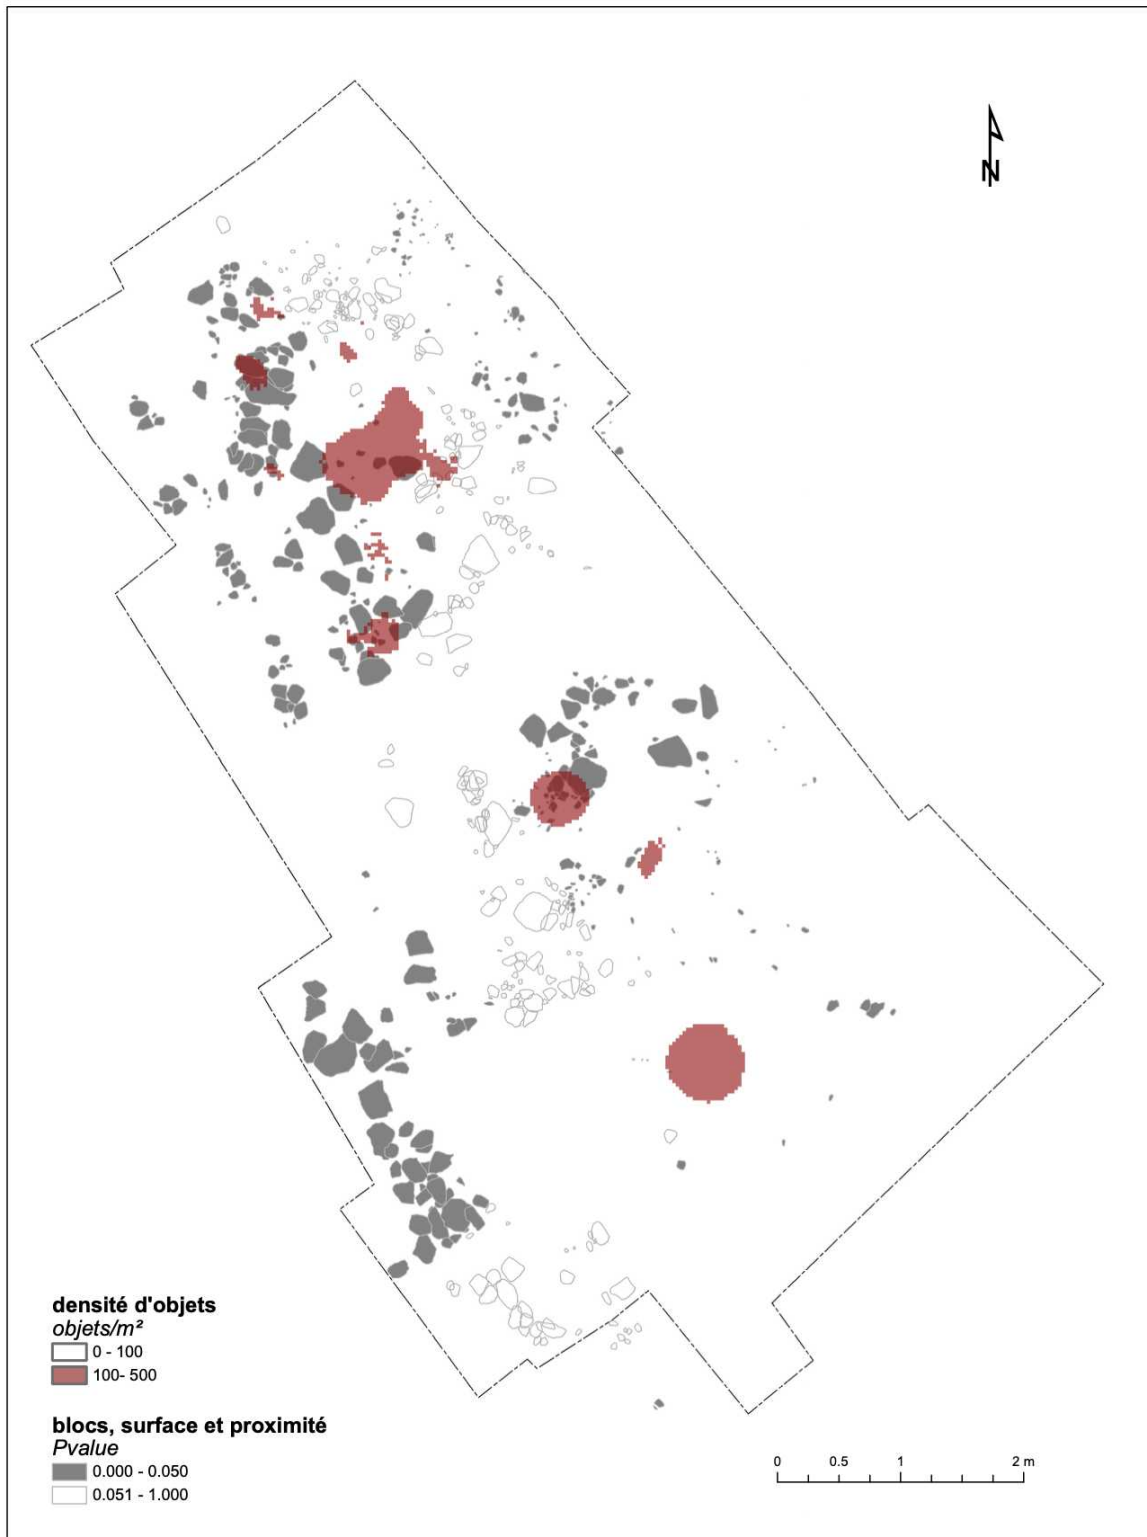 N
densité d'objets
objets/m²
0 - 100
100- 500
blocs, surface et proximité
Pvalue
0.000 - 0.050
0.051 - 1.000
0 0.5 1 2 m